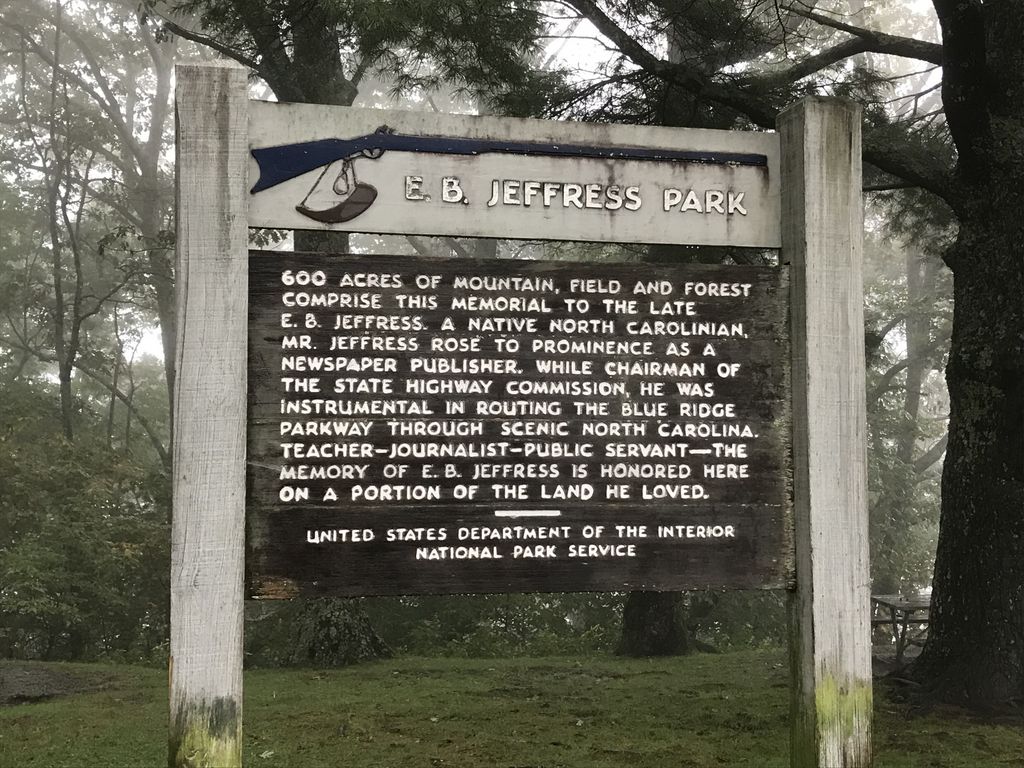 E. B. JEFFRESS PARK
600 ACRES OF MOUNTAIN, FIELD AND FOREST
COMPRISE THIS MEMORIAL TO THE LATE
E. B. JEFFRESS. A NATIVE NORTH CAROLINIAN,
MR. JEFFRESS ROSE TO PROMINENCE AS A
NEWSPAPER PUBLISHER. WHILE CHAIRMAN OF
THE STATE HIGHWAY COMMISSION, HE WAS
INSTRUMENTAL IN ROUTING THE BLUE RIDGE
PARKWAY THROUGH SCENIC NORTH CAROLINA.
TEACHER–JOURNALIST–PUBLIC SERVANT—THE
MEMORY OF E. B. JEFFRESS IS HONORED HERE
ON A PORTION OF THE LAND HE LOVED.
UNITED STATES DEPARTMENT OF THE INTERIOR
NATIONAL PARK SERVICE